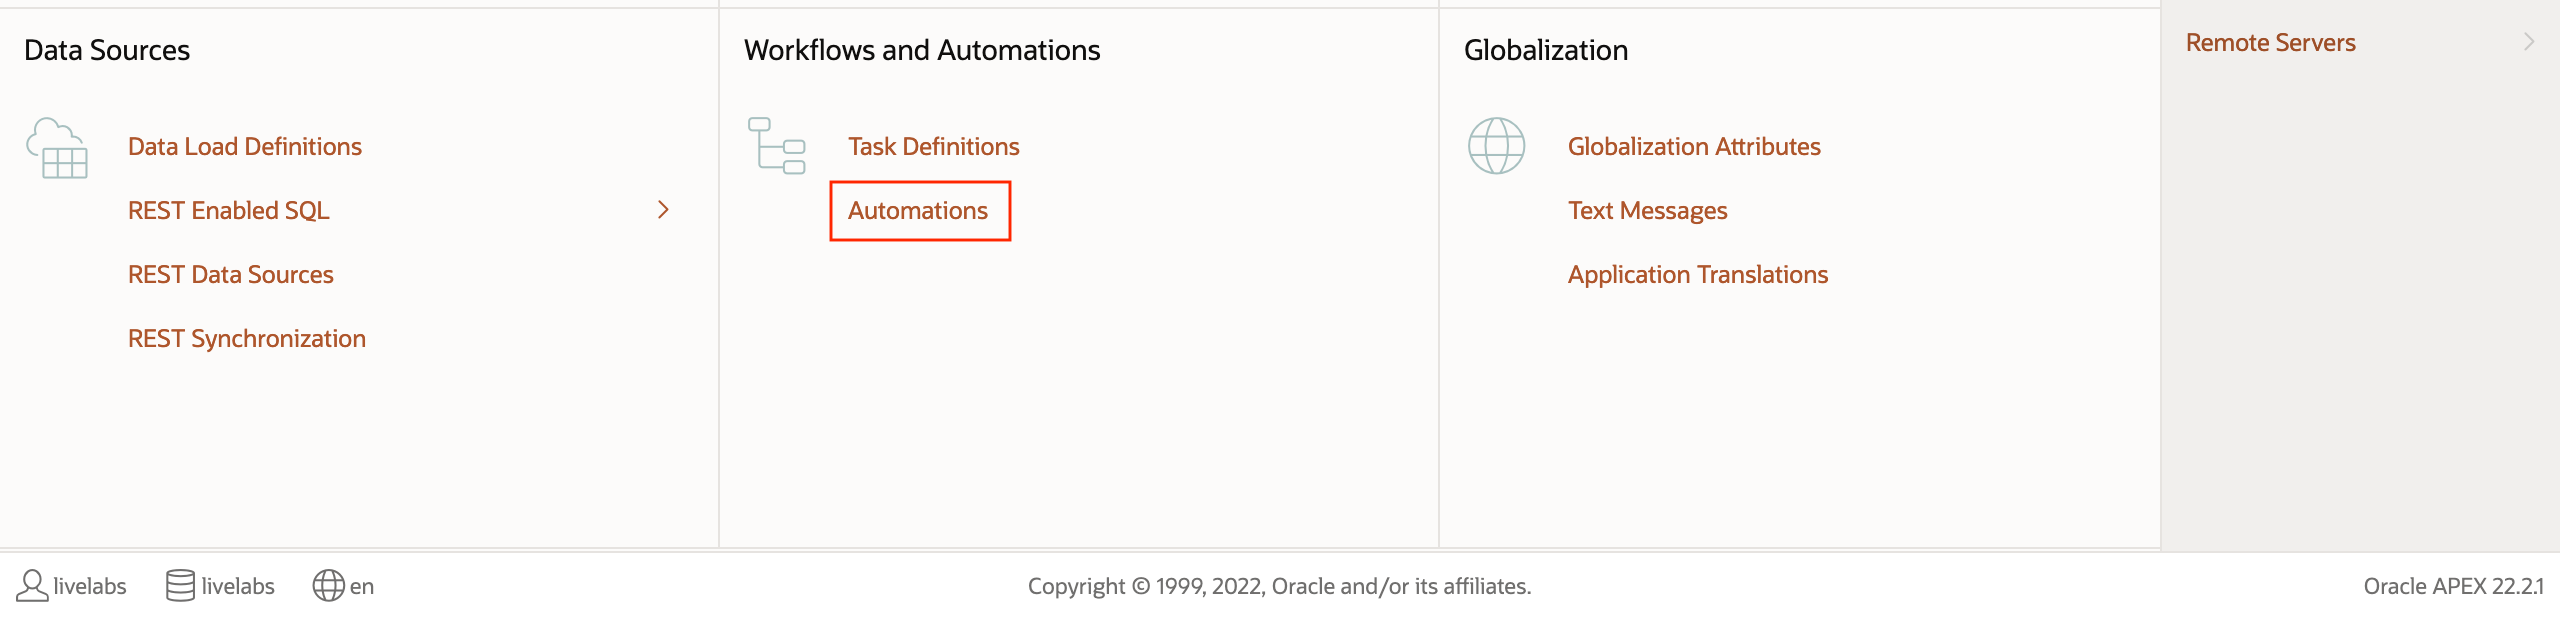 Data Sources
Data Load Definitions
REST Enabled SQL
REST Data Sources
REST Synchronization
Workflows and Automations
Task Definitions
Automations
Globalization
Globalization Attributes
Text Messages
Application Translations
Remote Servers
livelabs livelabs en
Copyright © 1999, 2022, Oracle and/or its affiliates.
Oracle APEX 22.2.1